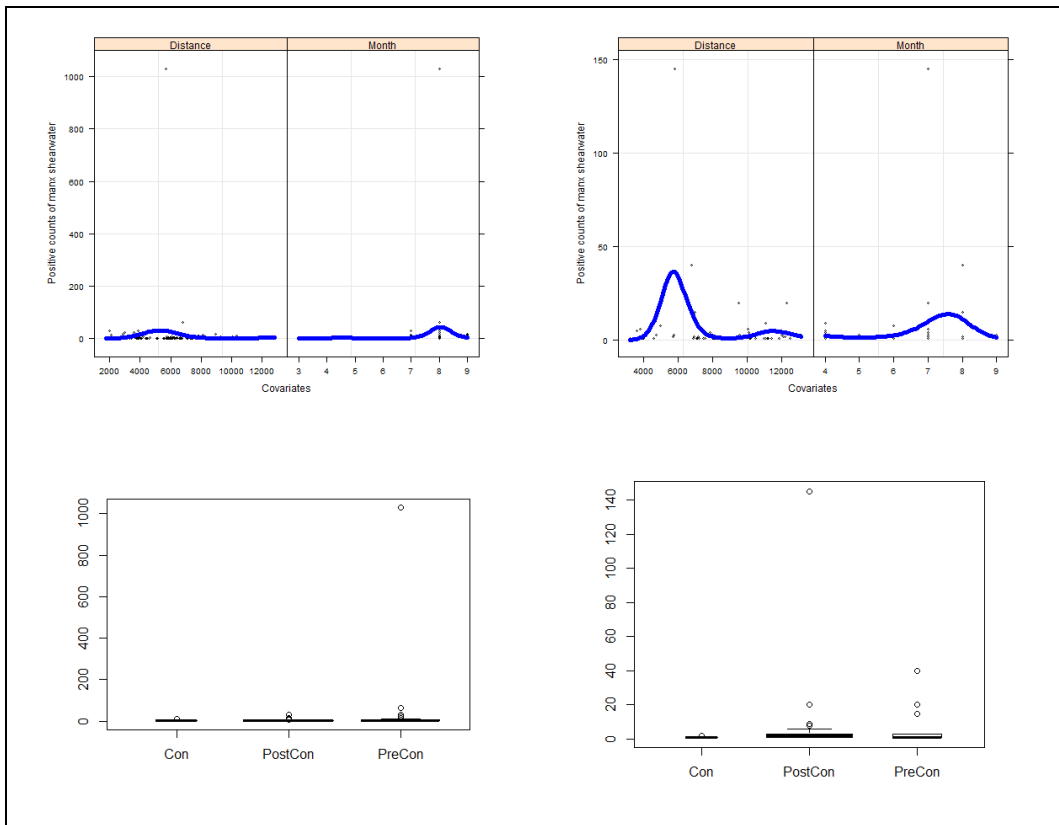 Distance Month
Positive counts of manx shearwater
1000
800
600
400
200
0
2000 4000 6000 8000 10000 12000 3 4 5 6 7 8 9
Covariates
Distance Month
Positive counts of manx shearwater
150
100
50
0
4000 6000 8000 10000 12000 4 5 6 7 8 9
Covariates
1000
800
600
400
200
0
Con PostCon PreCon
140
120
100
80
60
40
20
0
Con PostCon PreCon